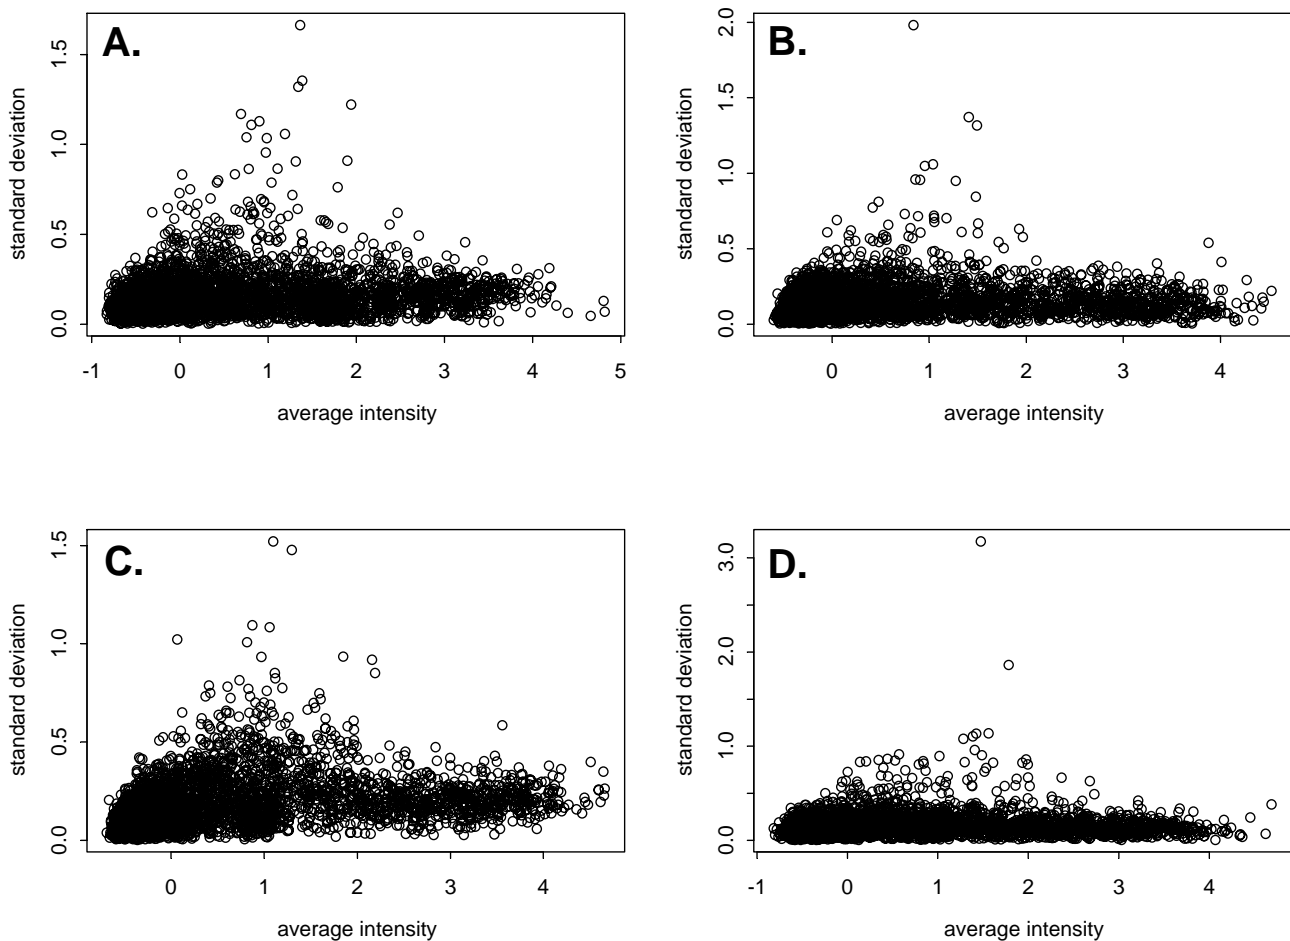 A.
standard deviation
0.0 0.5 1.0 1.5
-1 0 1 2 3 4 5
average intensity
B.
standard deviation
0.0 0.5 1.0 1.5 2.0
0 1 2 3 4
average intensity
C.
standard deviation
0.0 0.5 1.0 1.5
0 1 2 3 4
average intensity
D.
standard deviation
0.0 1.0 2.0 3.0
-1 0 1 2 3 4
average intensity